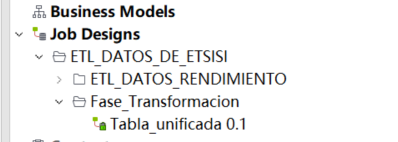 Business Models
Job Designs
ETL_DATOS_DE_ETSISI
ETL_DATOS_RENDIMIENTO
Fase_Transformacion
Tabla_unificada 0.1